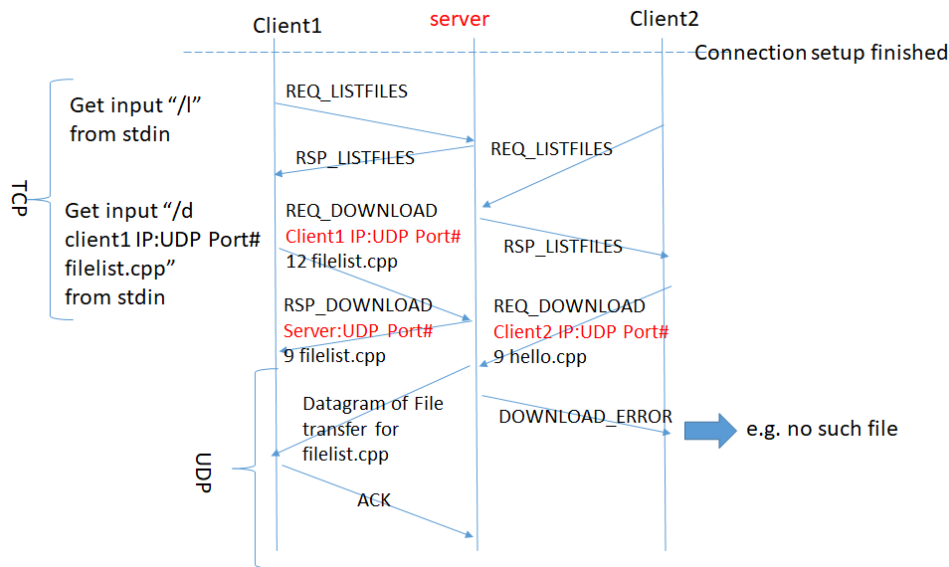 Client1
server
Client2
Connection setup finished
Get input “/l”
from stdin
REQ_LISTFILES
RSP_LISTFILES
REQ_LISTFILES
TCP
Get input “/d
client1 IP:UDP Port#
filelist.cpp”
from stdin
REQ_DOWNLOAD
Client1 IP:UDP Port#
12 filelist.cpp
RSP_LISTFILES
RSP_DOWNLOAD
Server:UDP Port#
9 filelist.cpp
REQ_DOWNLOAD
Client2 IP:UDP Port#
9 hello.cpp
UDP
Datagram of File
transfer for
filelist.cpp
DOWNLOAD_ERROR
e.g. no such file
ACK